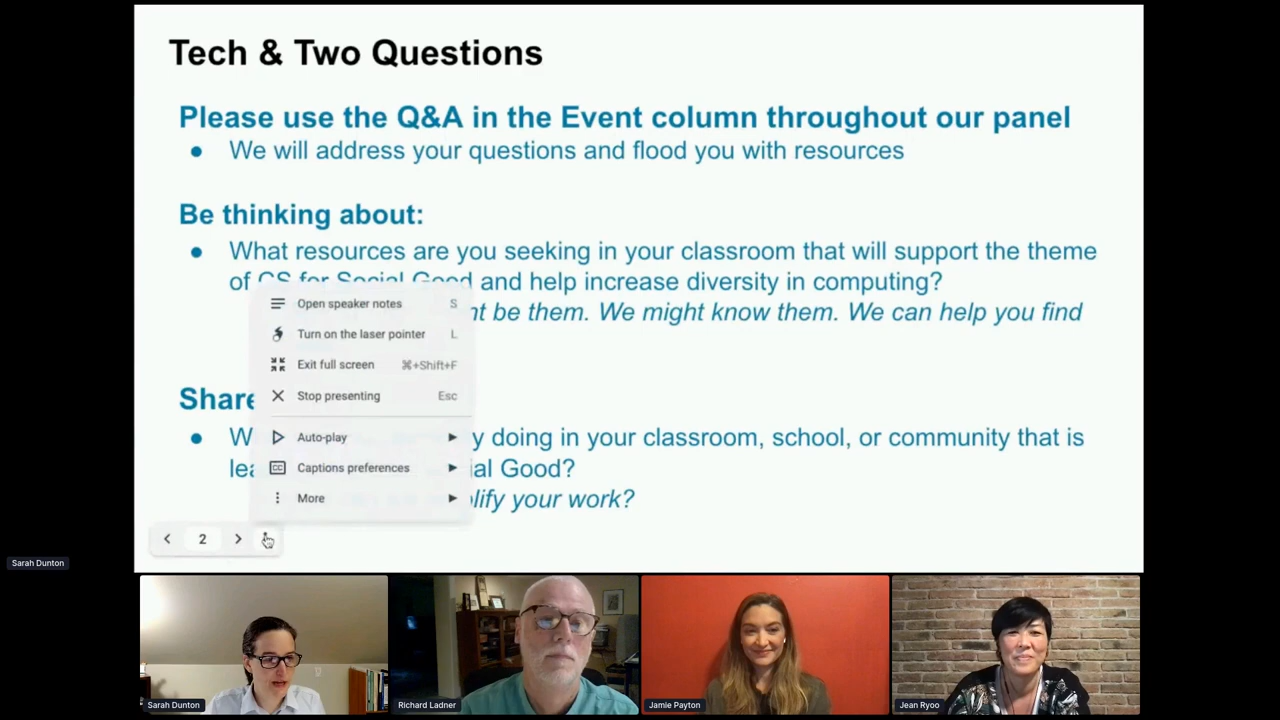 Tech & Two Questions
Please use the Q&A in the Event column throughout our panel
● We will address your questions and flood you with resources
Be thinking about:
● What resources are you seeking in your classroom that will support the theme
of CS for Social Good and help increase diversity in computing?
be them. We might know them. We can help you find
Open speaker notes S
Turn on the laser pointer L
Exit full screen ⌘+Shift+F
Stop presenting Esc
Share
● doing in your classroom, school, or community that is
Good?
your work?
Auto-play
Captions preferences
More
2
Sarah Dunton
Sarah Dunton
Richard Ladner
Jamie Payton
Jean Ryoo